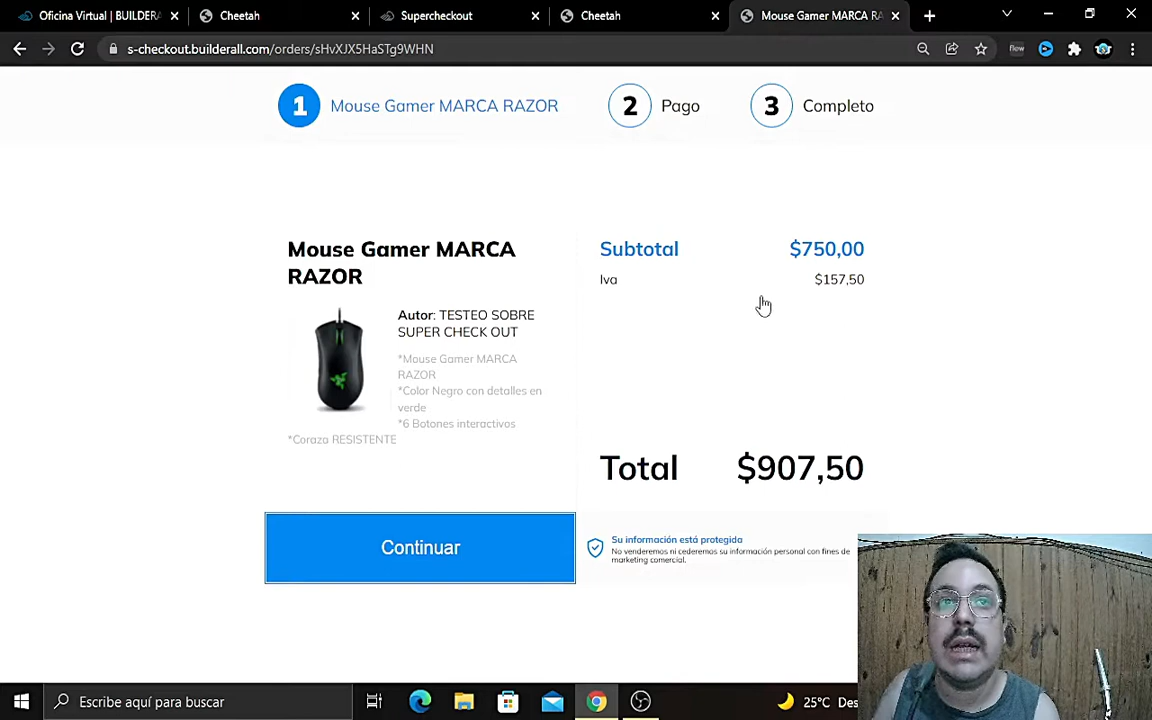 Oficina Virtual | BUILDERA
Cheetah
Supercheckout
Cheetah
Mouse Gamer MARCA RA
s-checkout.builderall.com/orders/sHvXJX5HaSTg9WHN
flow
1 Mouse Gamer MARCA RAZOR
2 Pago
3 Completo
Mouse Gamer MARCA
RAZOR
Autor: TESTEO SOBRE
SUPER CHECK OUT
*Mouse Gamer MARCA
RAZOR
*Color Negro con detalles en
verde
*6 Botones interactivos
*Coraza RESISTENTE
Continuar
Subtotal $750,00
Iva $157,50
Total $907,50
Su información está protegida
No venderemos ni cederemos su información personal con fines de
marketing comercial.
Escribe aquí para buscar
25°C Des